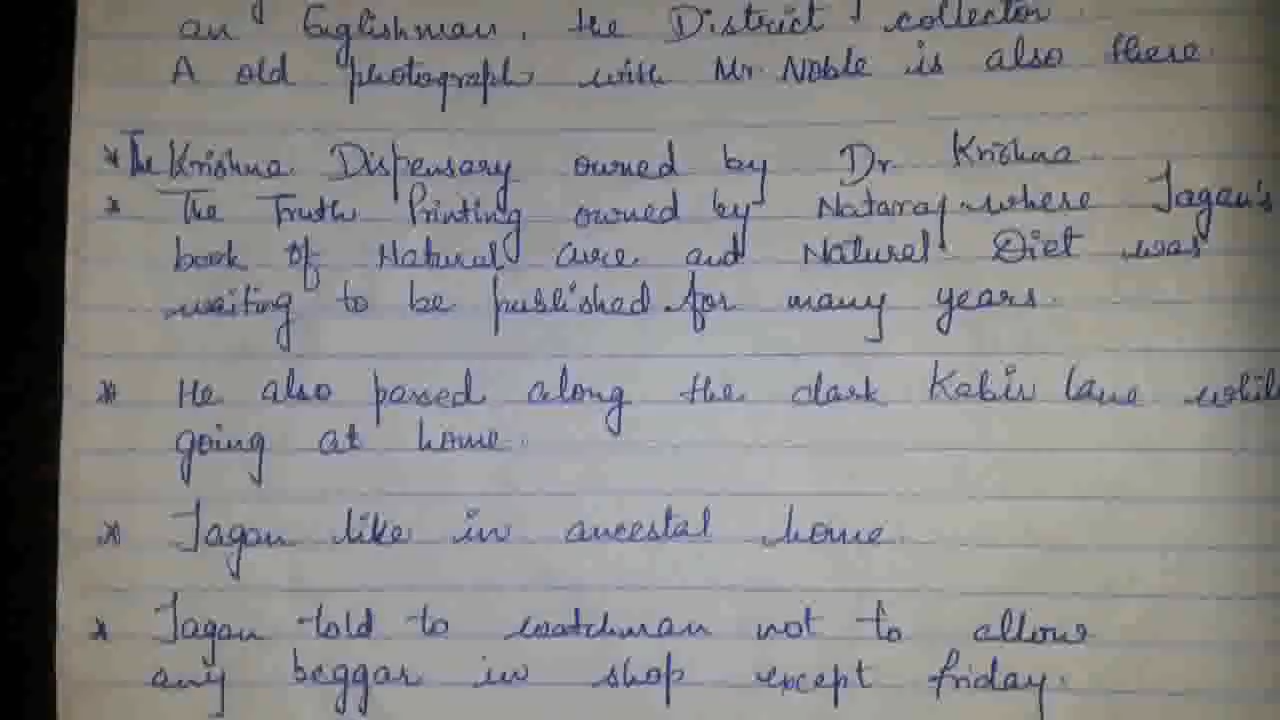 an Englishman, the District collector.
A old photograph with Mr. Noble is also there.
* The Krishna Dispensary owned by Dr Krishna.
* The Truth Printing owned by Nataraj where Jagan's
book of Natural cure and Natural Diet was
waiting to be published for many years.
* He also passed along the dark Kabir lane while
going at home.
* Jagan like in ancestal home.
* Jagan told to watchman not to allow
any beggar in shop except friday.